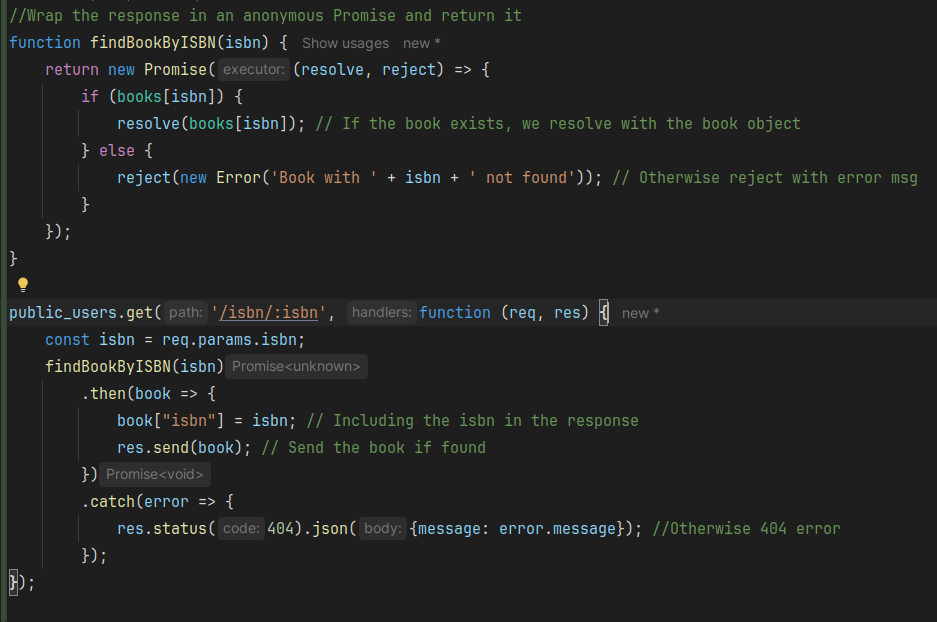 //Wrap the response in an anonymous Promise and return it
function findBookByISBN(isbn) { Show usages new *
    return new Promise( executor: (resolve, reject) => {
        if (books[isbn]) {
            resolve(books[isbn]); // If the book exists, we resolve with the book object
        } else {
            reject(new Error('Book with ' + isbn + ' not found')); // Otherwise reject with error msg
        }
    });
}
public_users.get( path: '/isbn/:isbn', handlers: function (req, res) { new *
    const isbn = req.params.isbn;
    findBookByISBN(isbn) Promise<unknown>
        .then(book => {
            book["isbn"] = isbn; // Including the isbn in the response
            res.send(book); // Send the book if found
        }) Promise<void>
        .catch(error => {
            res.status( code: 404).json( body: {message: error.message}); //Otherwise 404 error
        });
});